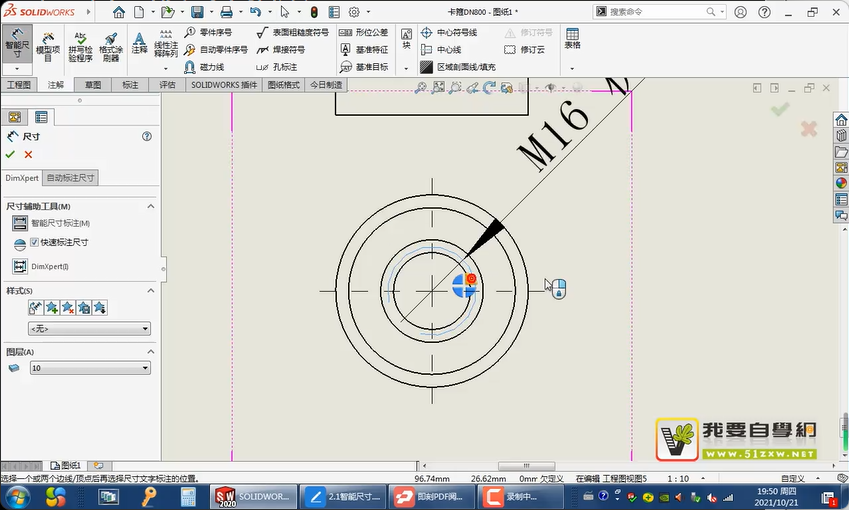 SOLIDWORKS
卡箍DN800 - 图纸1 *
搜索命令
智能尺寸
模型项目
拼写检验程序
格式涂刷器
注释
线性注释阵列
零件序号
自动零件序号
磁力线
表面粗糙度符号
焊接符号
孔标注
形位公差
基准特征
基准目标
块
中心符号线
中心线
区域剖面线/填充
修订符号
修订云
表格
工程图
注解
草图
标注
评估
SOLIDWORKS 插件
图纸格式
今日制造
尺寸
DimXpert
自动标注尺寸
尺寸辅助工具(M)
智能尺寸标注(M)
快速标注尺寸
DimXpert(I)
样式(S)
<无>
图层(A)
10
M16
我要自學網
www.51zxw.net
图纸1
选择一个或两个边线/顶点后再选择尺寸文字标注的位置。
96.74mm
26.62mm
0mm 欠定义
在编辑 工程图视图5
1 : 10
自定义
SW 2020
SOLIDWO...
2.1智能尺寸...
即刻PDF阅...
录制中...
19:50 周四
2021/10/21